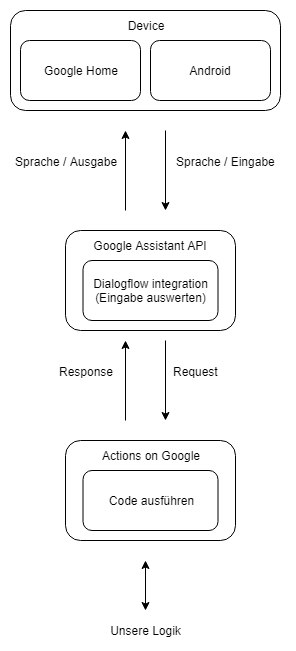 Device
Google Home
Android
Sprache / Ausgabe
Sprache / Eingabe
Google Assistant API
Dialogflow integration
(Eingabe auswerten)
Response
Request
Actions on Google
Code ausführen
Unsere Logik